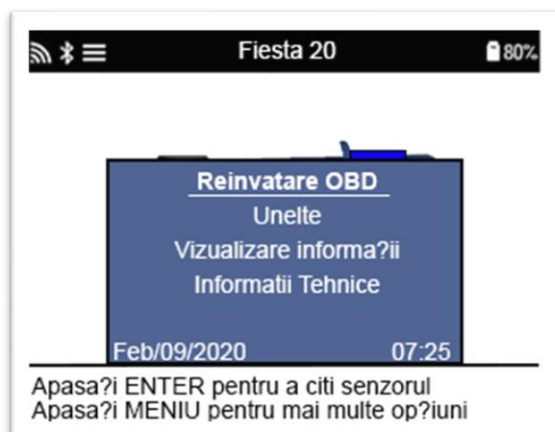 Fiesta 20
80%
Reinvatare OBD
Unelte
Vizualizare informa?ii
Informatii Tehnice
Feb/09/2020 07:25
Apasa?i ENTER pentru a citi senzorul
Apasa?i MENIU pentru mai multe op?iuni